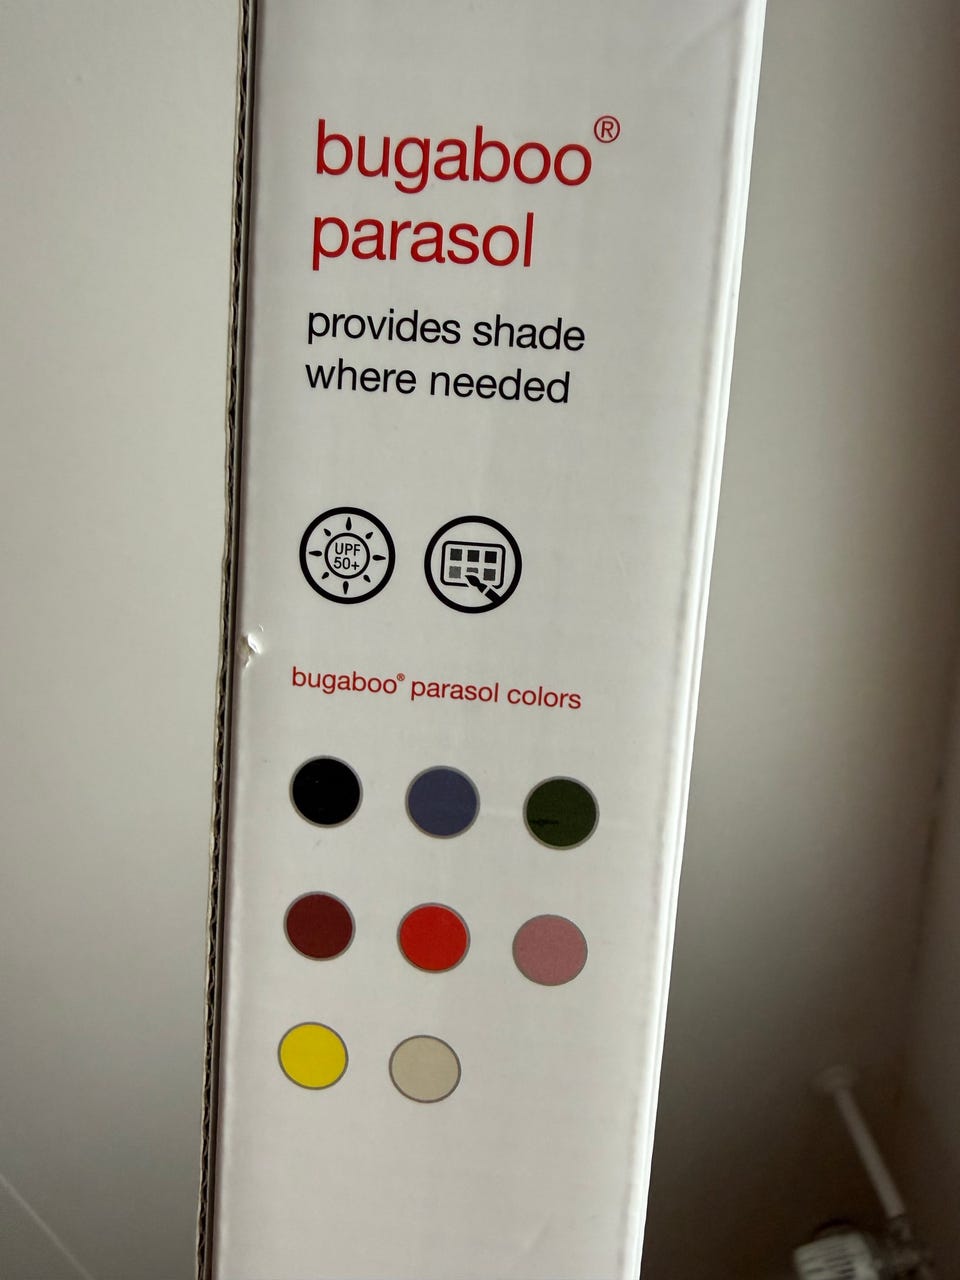 bugaboo®
parasol
provides shade
where needed
UPF
50+
bugaboo® parasol colors